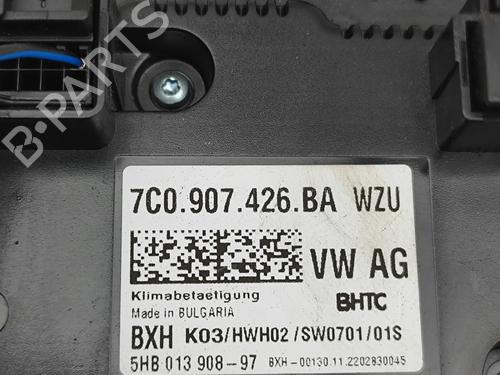 B-PARTS
7C0.907.426.BA WZU
VW AG
Klimabetaetigung
BHTC
Made in BULGARIA
BXH K03/HWH02/SW0701/01S
5HB 013 908-97 BXH-00130.11.2202830045